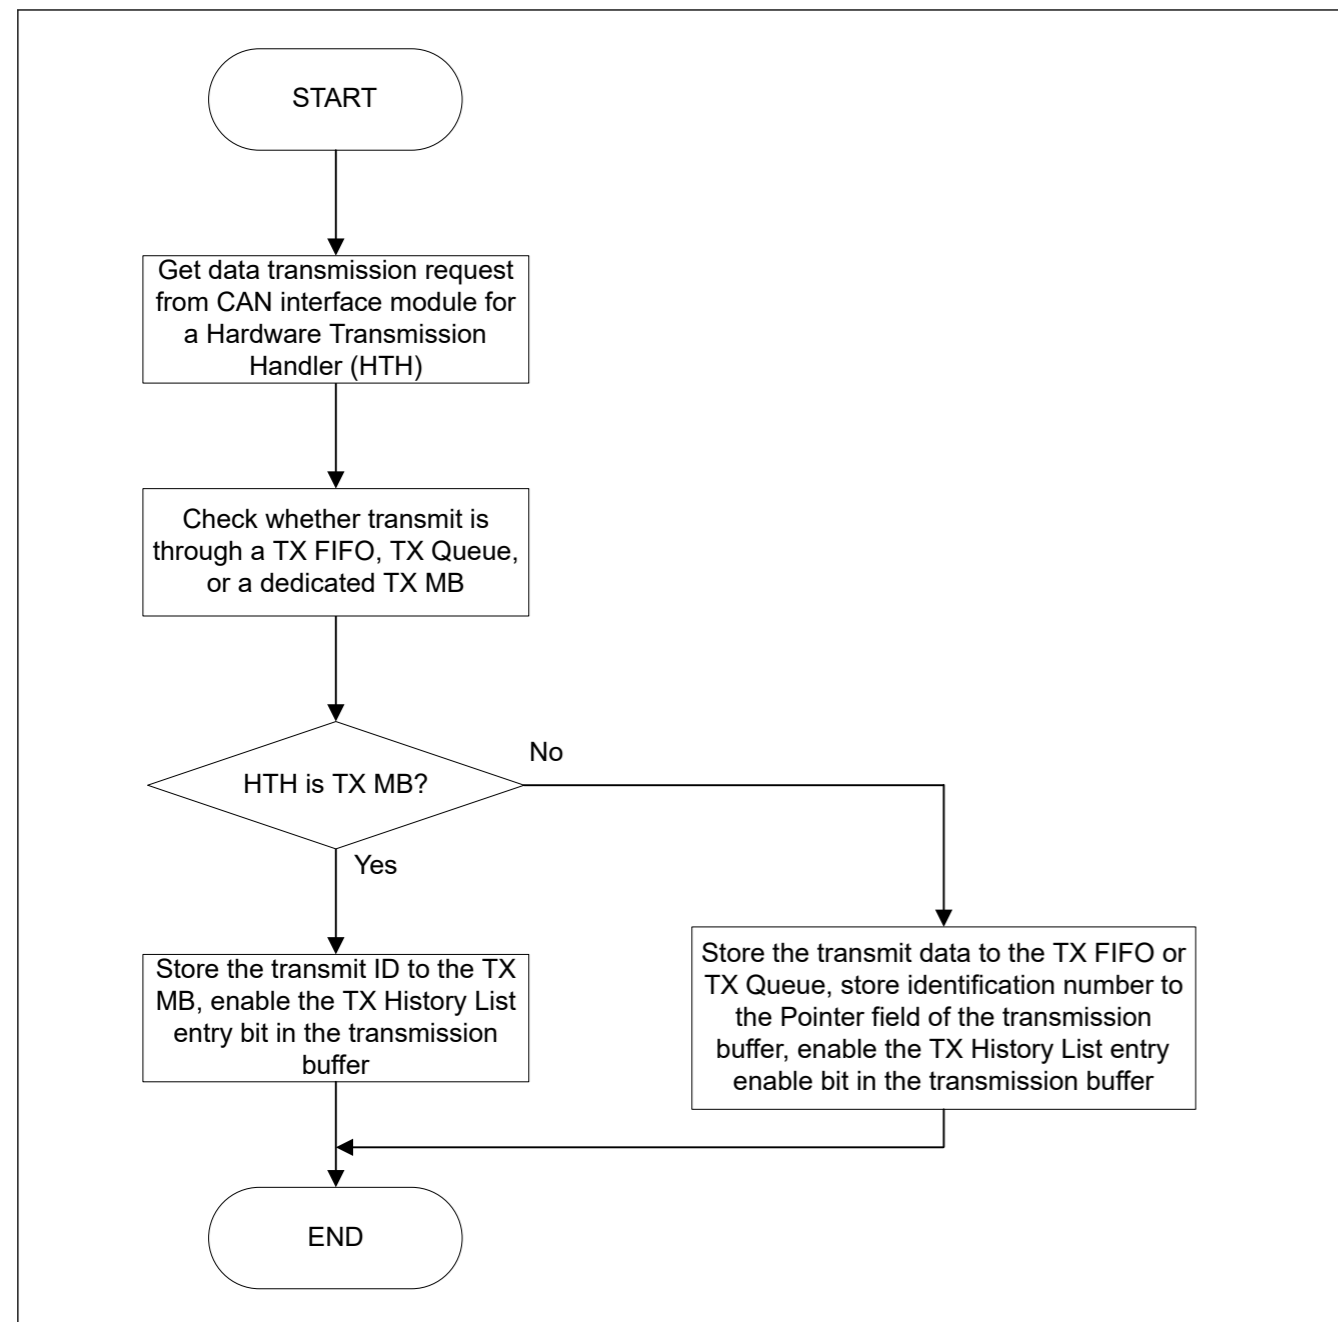 START
Get data transmission request
from CAN interface module for
a Hardware Transmission
Handler (HTH)
Check whether transmit is
through a TX FIFO, TX Queue,
or a dedicated TX MB
HTH is TX MB?
No
Yes
Store the transmit ID to the TX
MB, enable the TX History List
entry bit in the transmission
buffer
Store the transmit data to the TX FIFO or
TX Queue, store identification number to
the Pointer field of the transmission
buffer, enable the TX History List entry
enable bit in the transmission buffer
END